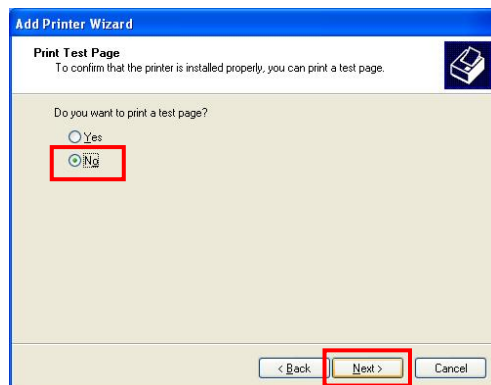 Add Printer Wizard
Print Test Page
To confirm that the printer is installed properly, you can print a test page.
Do you want to print a test page?
Yes
No
< Back
Next >
Cancel